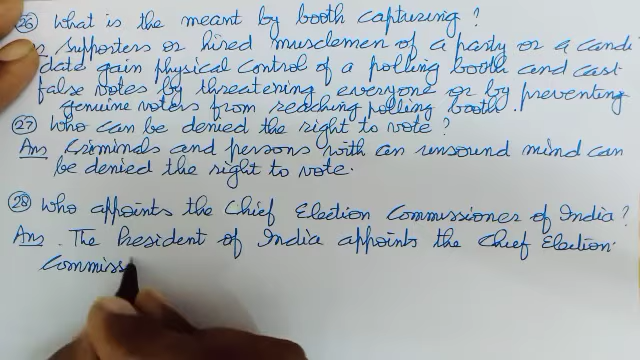 26 What is the meant by booth capturing?
Supporters or hired musclemen of a party or a candi
date gain physical control of a polling booth and cast
false votes by threatening everyone or by preventing
genuine voters from reaching polling booth.
27 Who can be denied the right to vote?
Ans Criminals and persons with an unsound mind can
be denied the right to vote.
28 Who appoints the Chief Election Commissioner of India?
Ans. The President of India appoints the Chief Election
Commiss